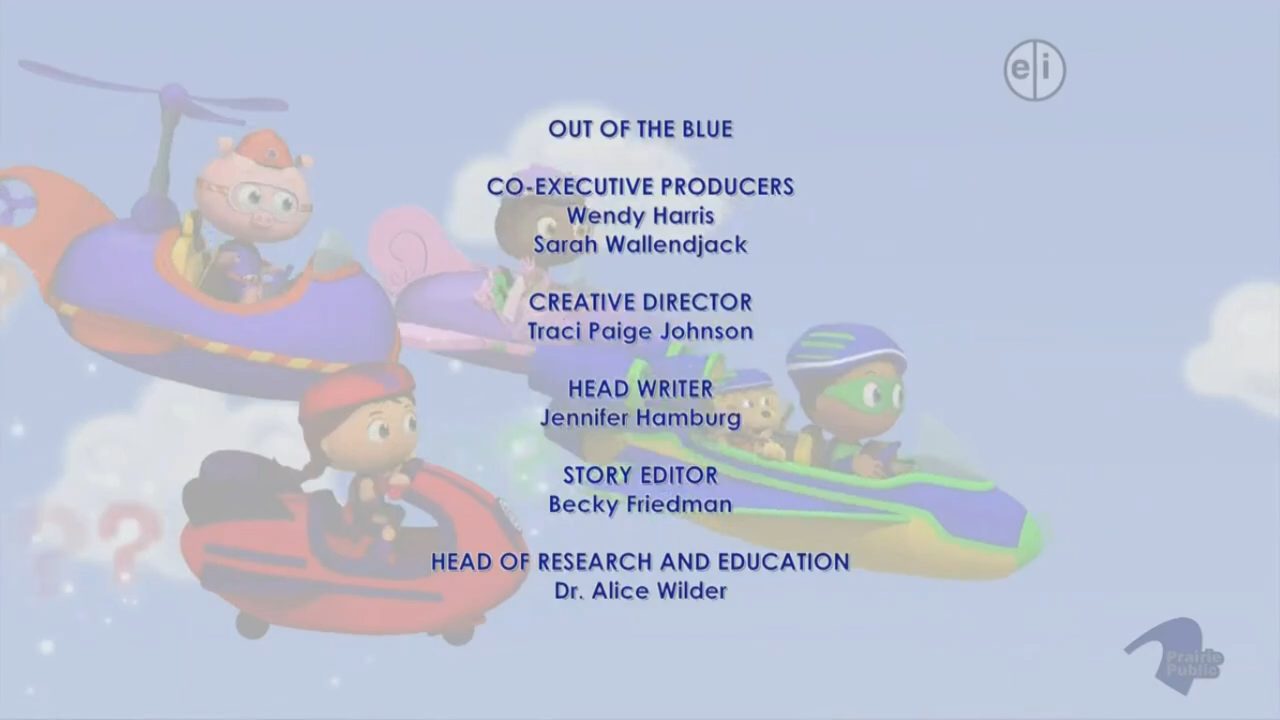 e i
OUT OF THE BLUE
CO-EXECUTIVE PRODUCERS
Wendy Harris
Sarah Wallendjack
CREATIVE DIRECTOR
Traci Paige Johnson
HEAD WRITER
Jennifer Hamburg
STORY EDITOR
Becky Friedman
HEAD OF RESEARCH AND EDUCATION
Dr. Alice Wilder
??
Prairie
Public